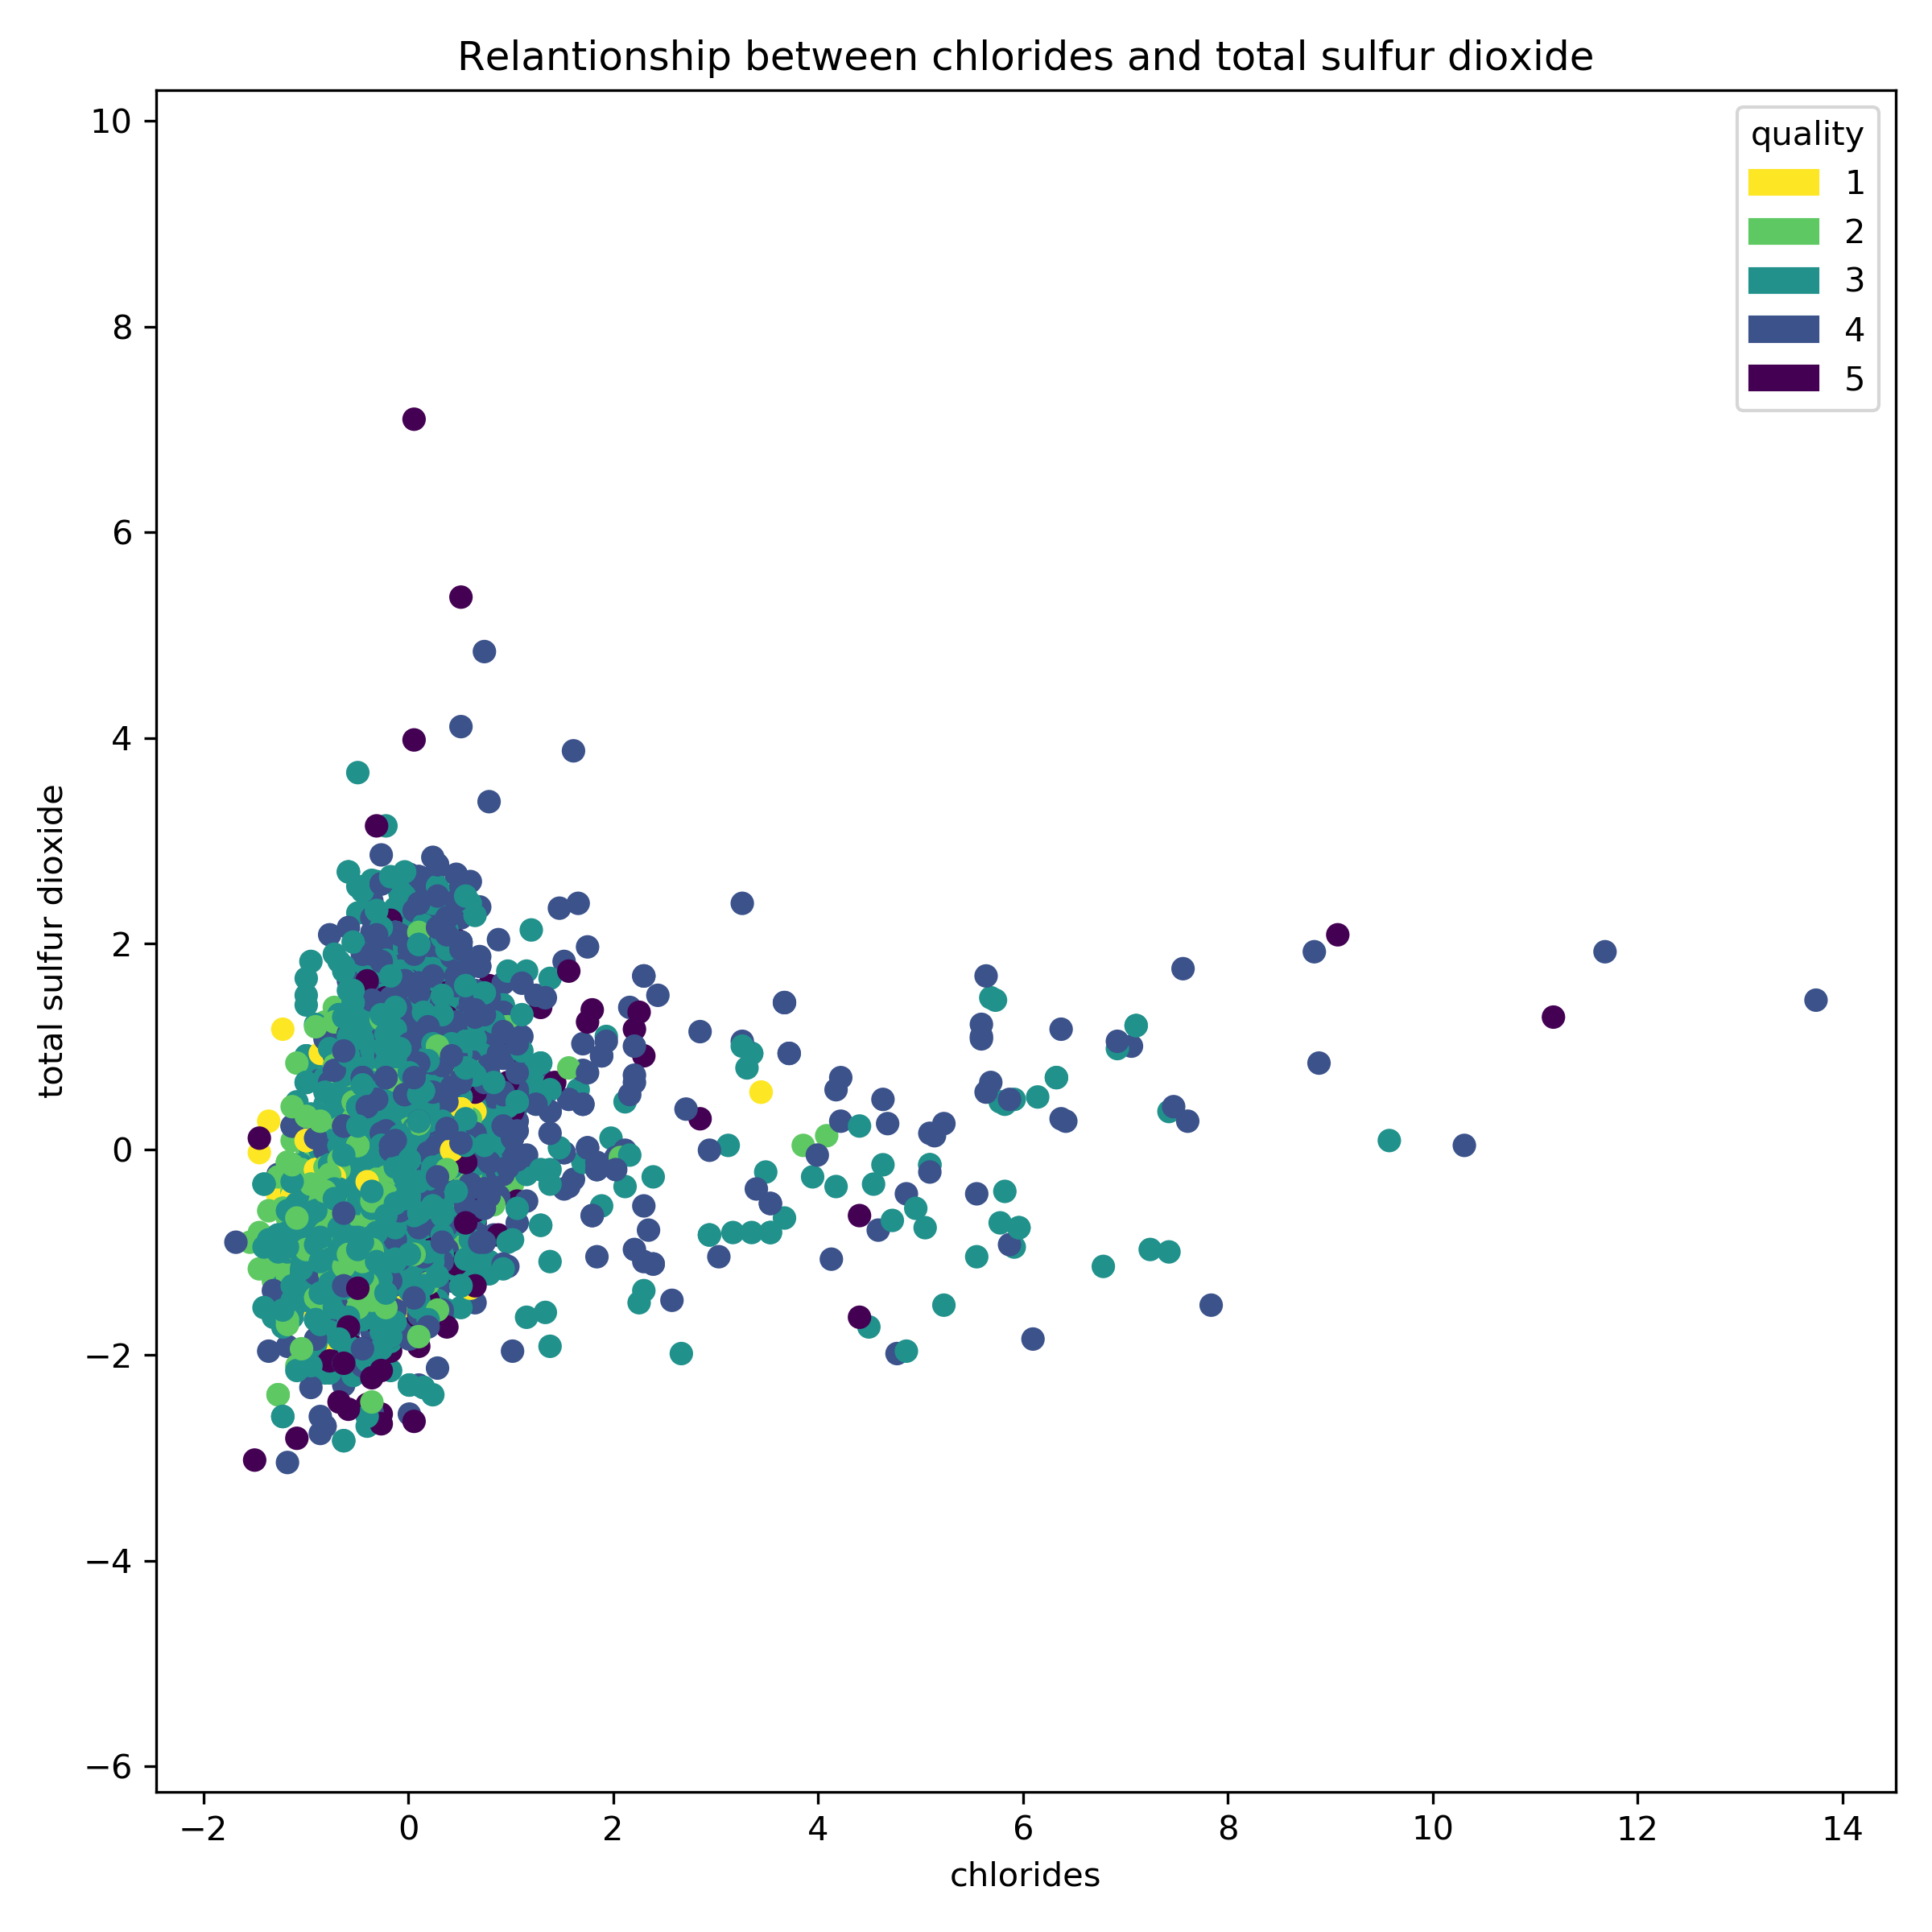 Relantionship between chlorides and total sulfur dioxide
quality
1
2
3
4
5
10
8
6
4
2
0
−2
−4
−6
total sulfur dioxide
−2 0 2 4 6 8 10 12 14
chlorides